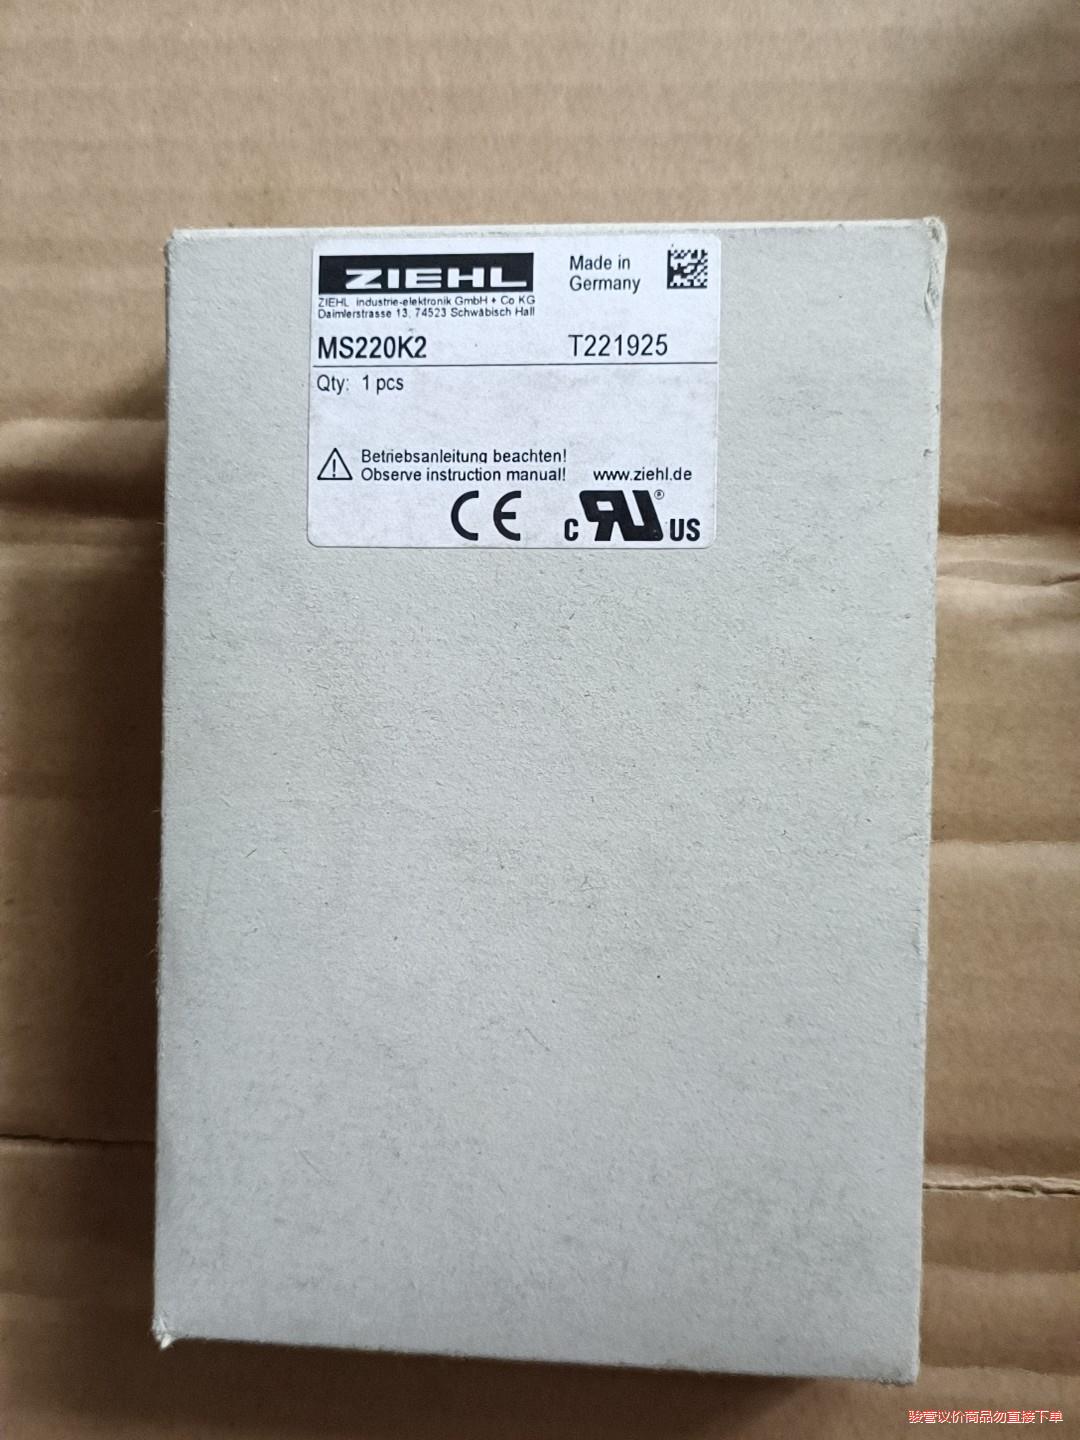 ZIEHL
ZIEHL industrie-elektronik GmbH + Co KG
Daimlerstrasse 13, 74523 Schwäbisch Hall
Made in
Germany
MS220K2
T221925
Qty: 1 pcs
Betriebsanleitung beachten!
Observe instruction manual!
www.ziehl.de
CE
c RU® US
骏营议价商品勿直接下单